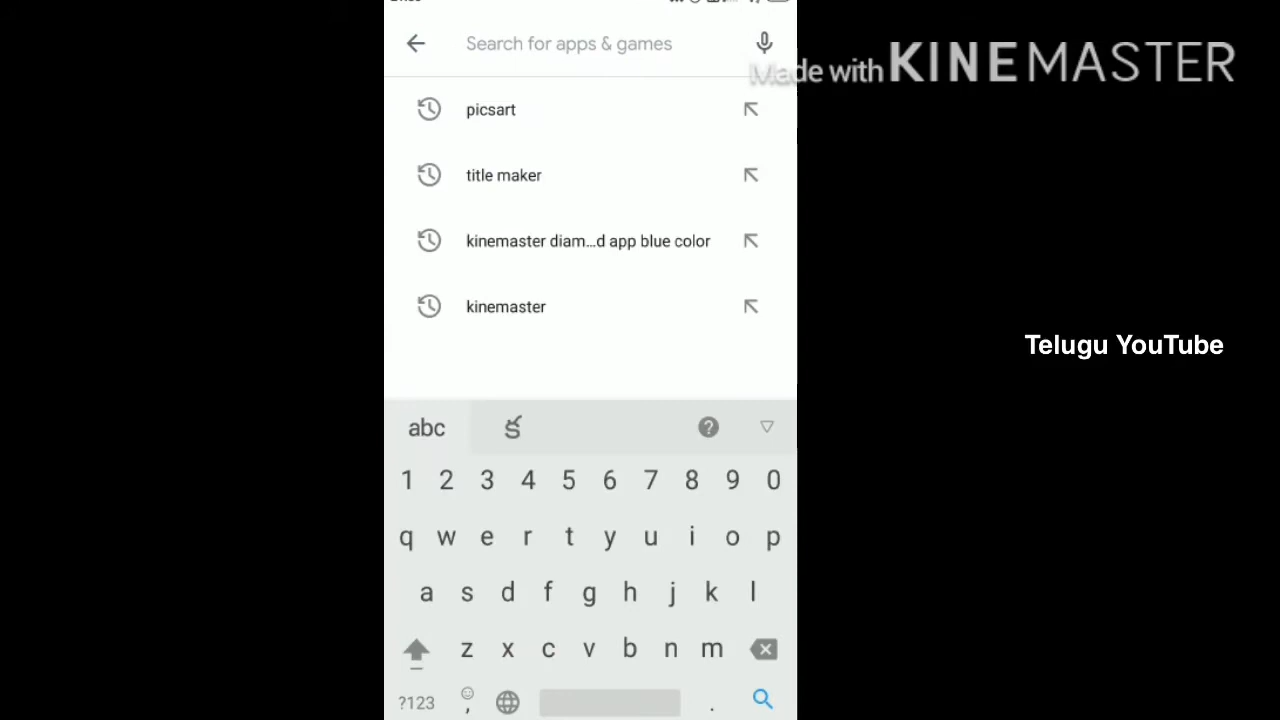 Search for apps & games
Made with KINEMASTER
picsart
title maker
kinemaster diam...d app blue color
kinemaster
Telugu YouTube
abc క
1 2 3 4 5 6 7 8 9 0
q w e r t y u i o p
a s d f g h j k l
z x c v b n m
?123 , .